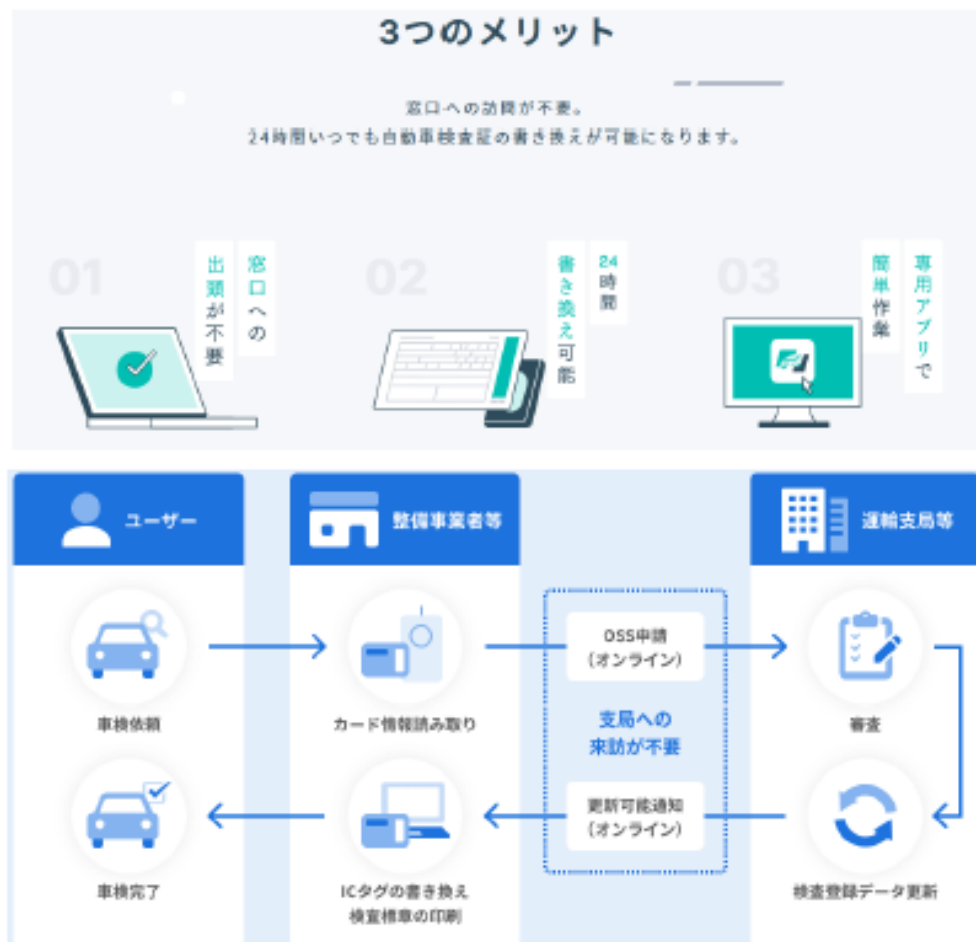 3つのメリット
窓口への訪問が不要。
24時間いつでも自動車検査証の書き換えが可能になります。
01
窓口への
出頭が不要
02
24時間
書き換え可能
03
専用アプリで
簡単作業
ユーザー
整備事業者等
運輸支局等
車検依頼
カード情報読み取り
OSS申請
(オンライン)
審査
支局への
来訪が不要
車検完了
ICタグの書き換え
検査標章の印刷
更新可能通知
(オンライン)
検査登録データ更新